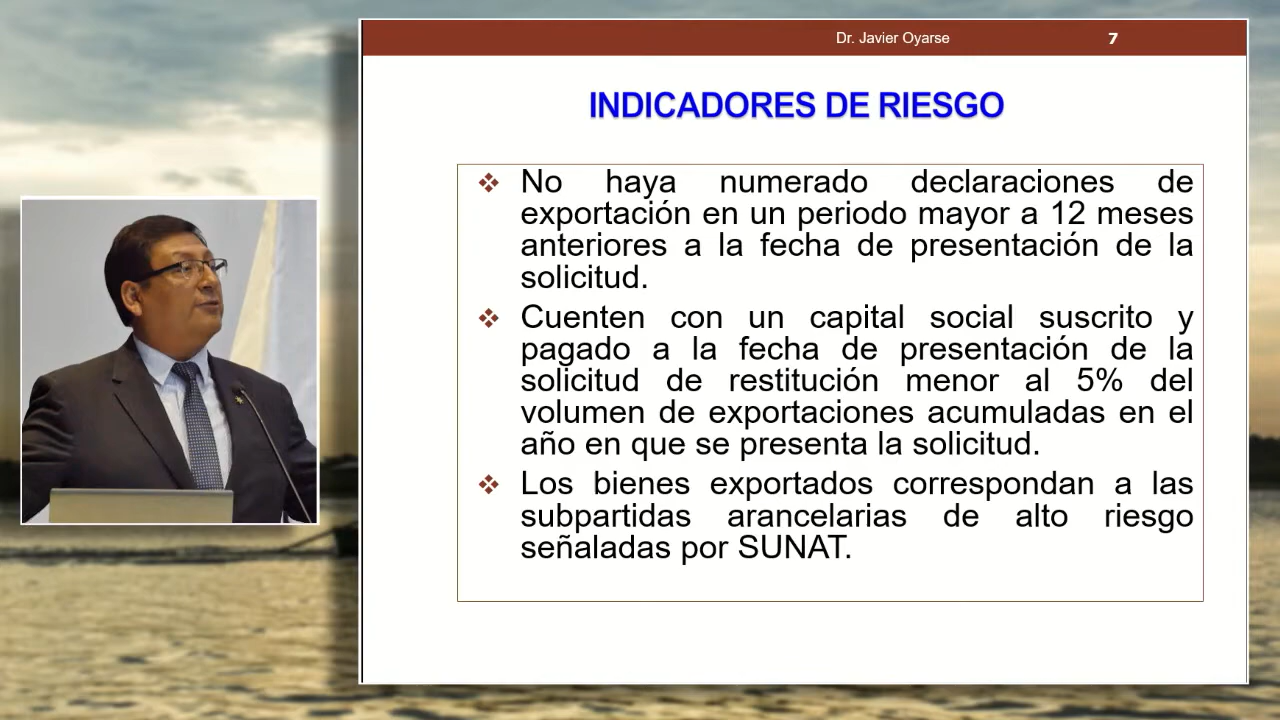 Dr. Javier Oyarse
7
INDICADORES DE RIESGO
No haya numerado declaraciones de
exportación en un periodo mayor a 12 meses
anteriores a la fecha de presentación de la
solicitud.
Cuenten con un capital social suscrito y
pagado a la fecha de presentación de la
solicitud de restitución menor al 5% del
volumen de exportaciones acumuladas en el
año en que se presenta la solicitud.
Los bienes exportados correspondan a las
subpartidas arancelarias de alto riesgo
señaladas por SUNAT.